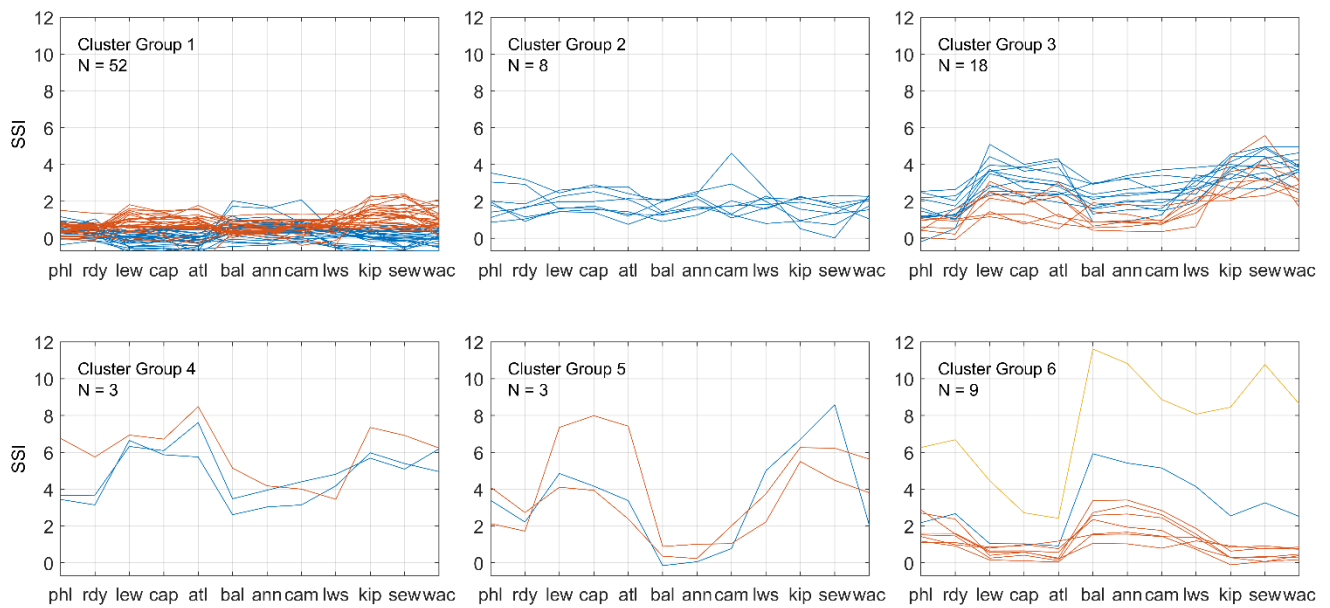 12
10
8
6
4
2
0
SSI
Cluster Group 1
N = 52
phl rdy lew cap atl bal ann cam lws kip sew wac
12
10
8
6
4
2
0
Cluster Group 2
N = 8
phl rdy lew cap atl bal ann cam lws kip sew wac
12
10
8
6
4
2
0
Cluster Group 3
N = 18
phl rdy lew cap atl bal ann cam lws kip sew wac
12
10
8
6
4
2
0
SSI
Cluster Group 4
N = 3
phl rdy lew cap atl bal ann cam lws kip sew wac
12
10
8
6
4
2
0
Cluster Group 5
N = 3
phl rdy lew cap atl bal ann cam lws kip sew wac
12
10
8
6
4
2
0
Cluster Group 6
N = 9
phl rdy lew cap atl bal ann cam lws kip sew wac